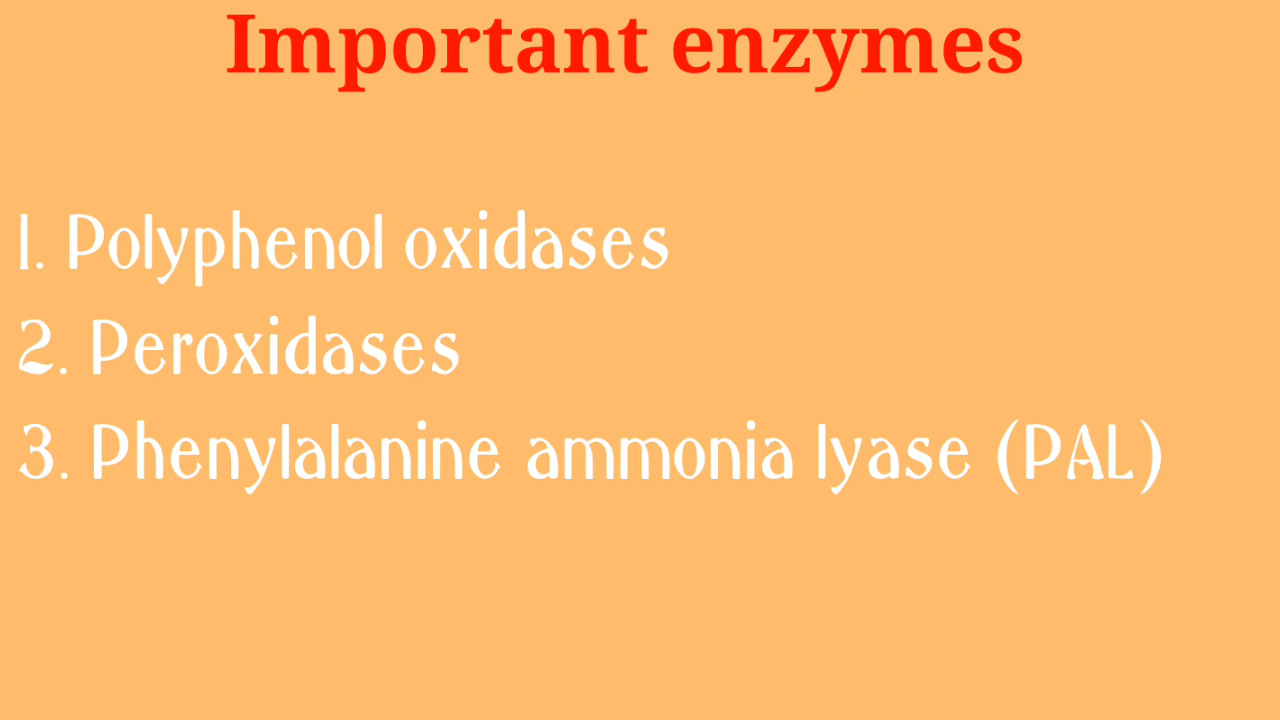 Important enzymes
1. Polyphenol oxidases
2. Peroxidases
3. Phenylalanine ammonia lyase (PAL)